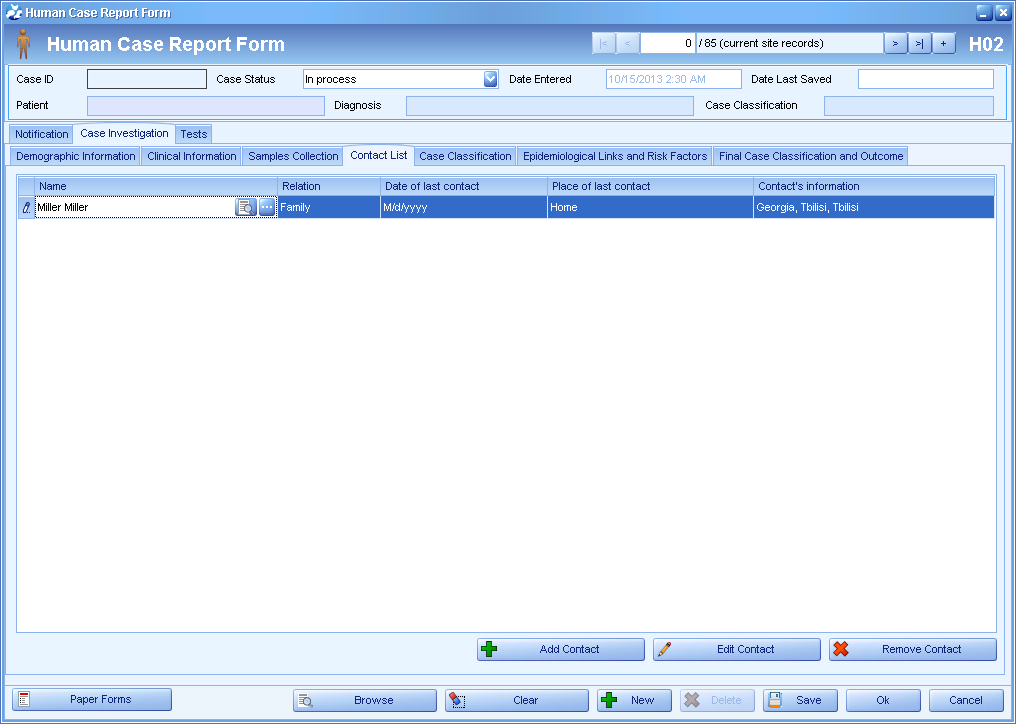 Human Case Report Form
Human Case Report Form |< < 0 / 85 (current site records) > >| + H02
Case ID Case Status In process Date Entered 10/15/2013 2:30 AM Date Last Saved
Patient Diagnosis Case Classification
Notification Case Investigation Tests
Demographic Information Clinical Information Samples Collection Contact List Case Classification Epidemiological Links and Risk Factors Final Case Classification and Outcome
Name Relation Date of last contact Place of last contact Contact's information
Miller Miller ... Family M/d/yyyy Home Georgia, Tbilisi, Tbilisi
Add Contact Edit Contact Remove Contact
Paper Forms Browse Clear New Delete Save Ok Cancel